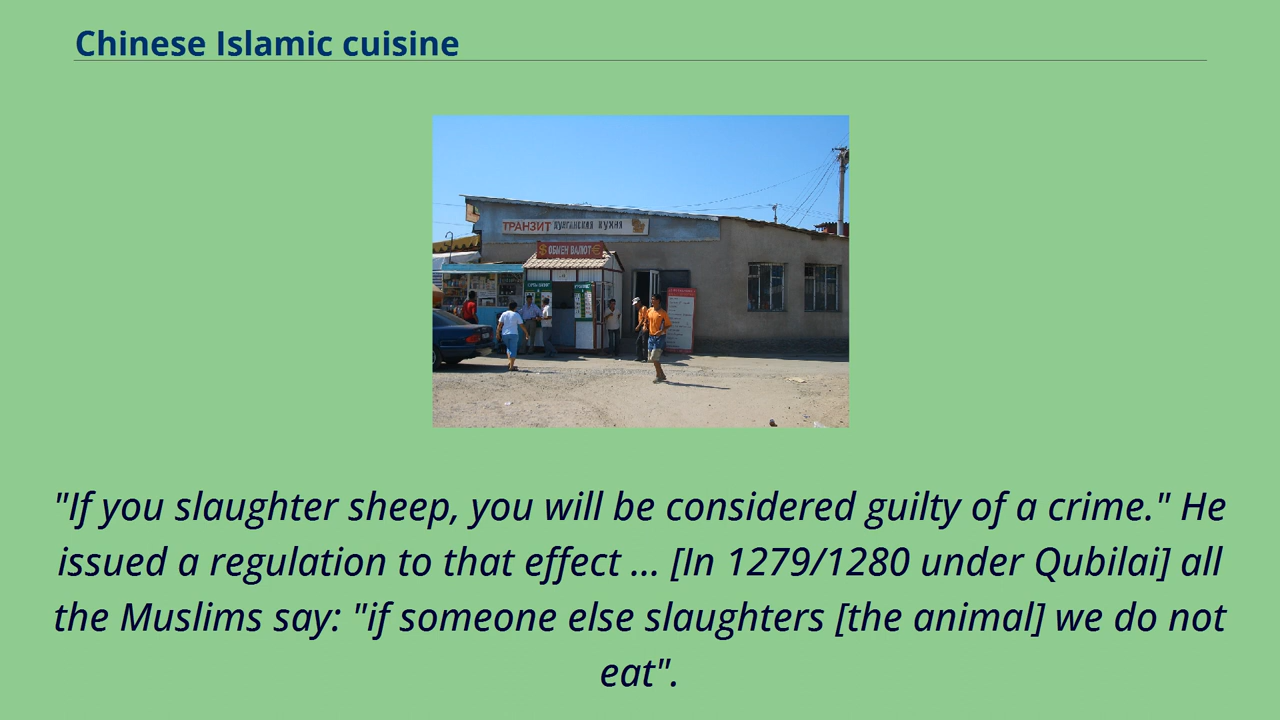 Chinese Islamic cuisine
ТРАНЗИТ Дунганская кухня
$ ОБМЕН ВАЛЮТ €
"If you slaughter sheep, you will be considered guilty of a crime." He
issued a regulation to that effect ... [In 1279/1280 under Qubilai] all
the Muslims say: "if someone else slaughters [the animal] we do not
eat".